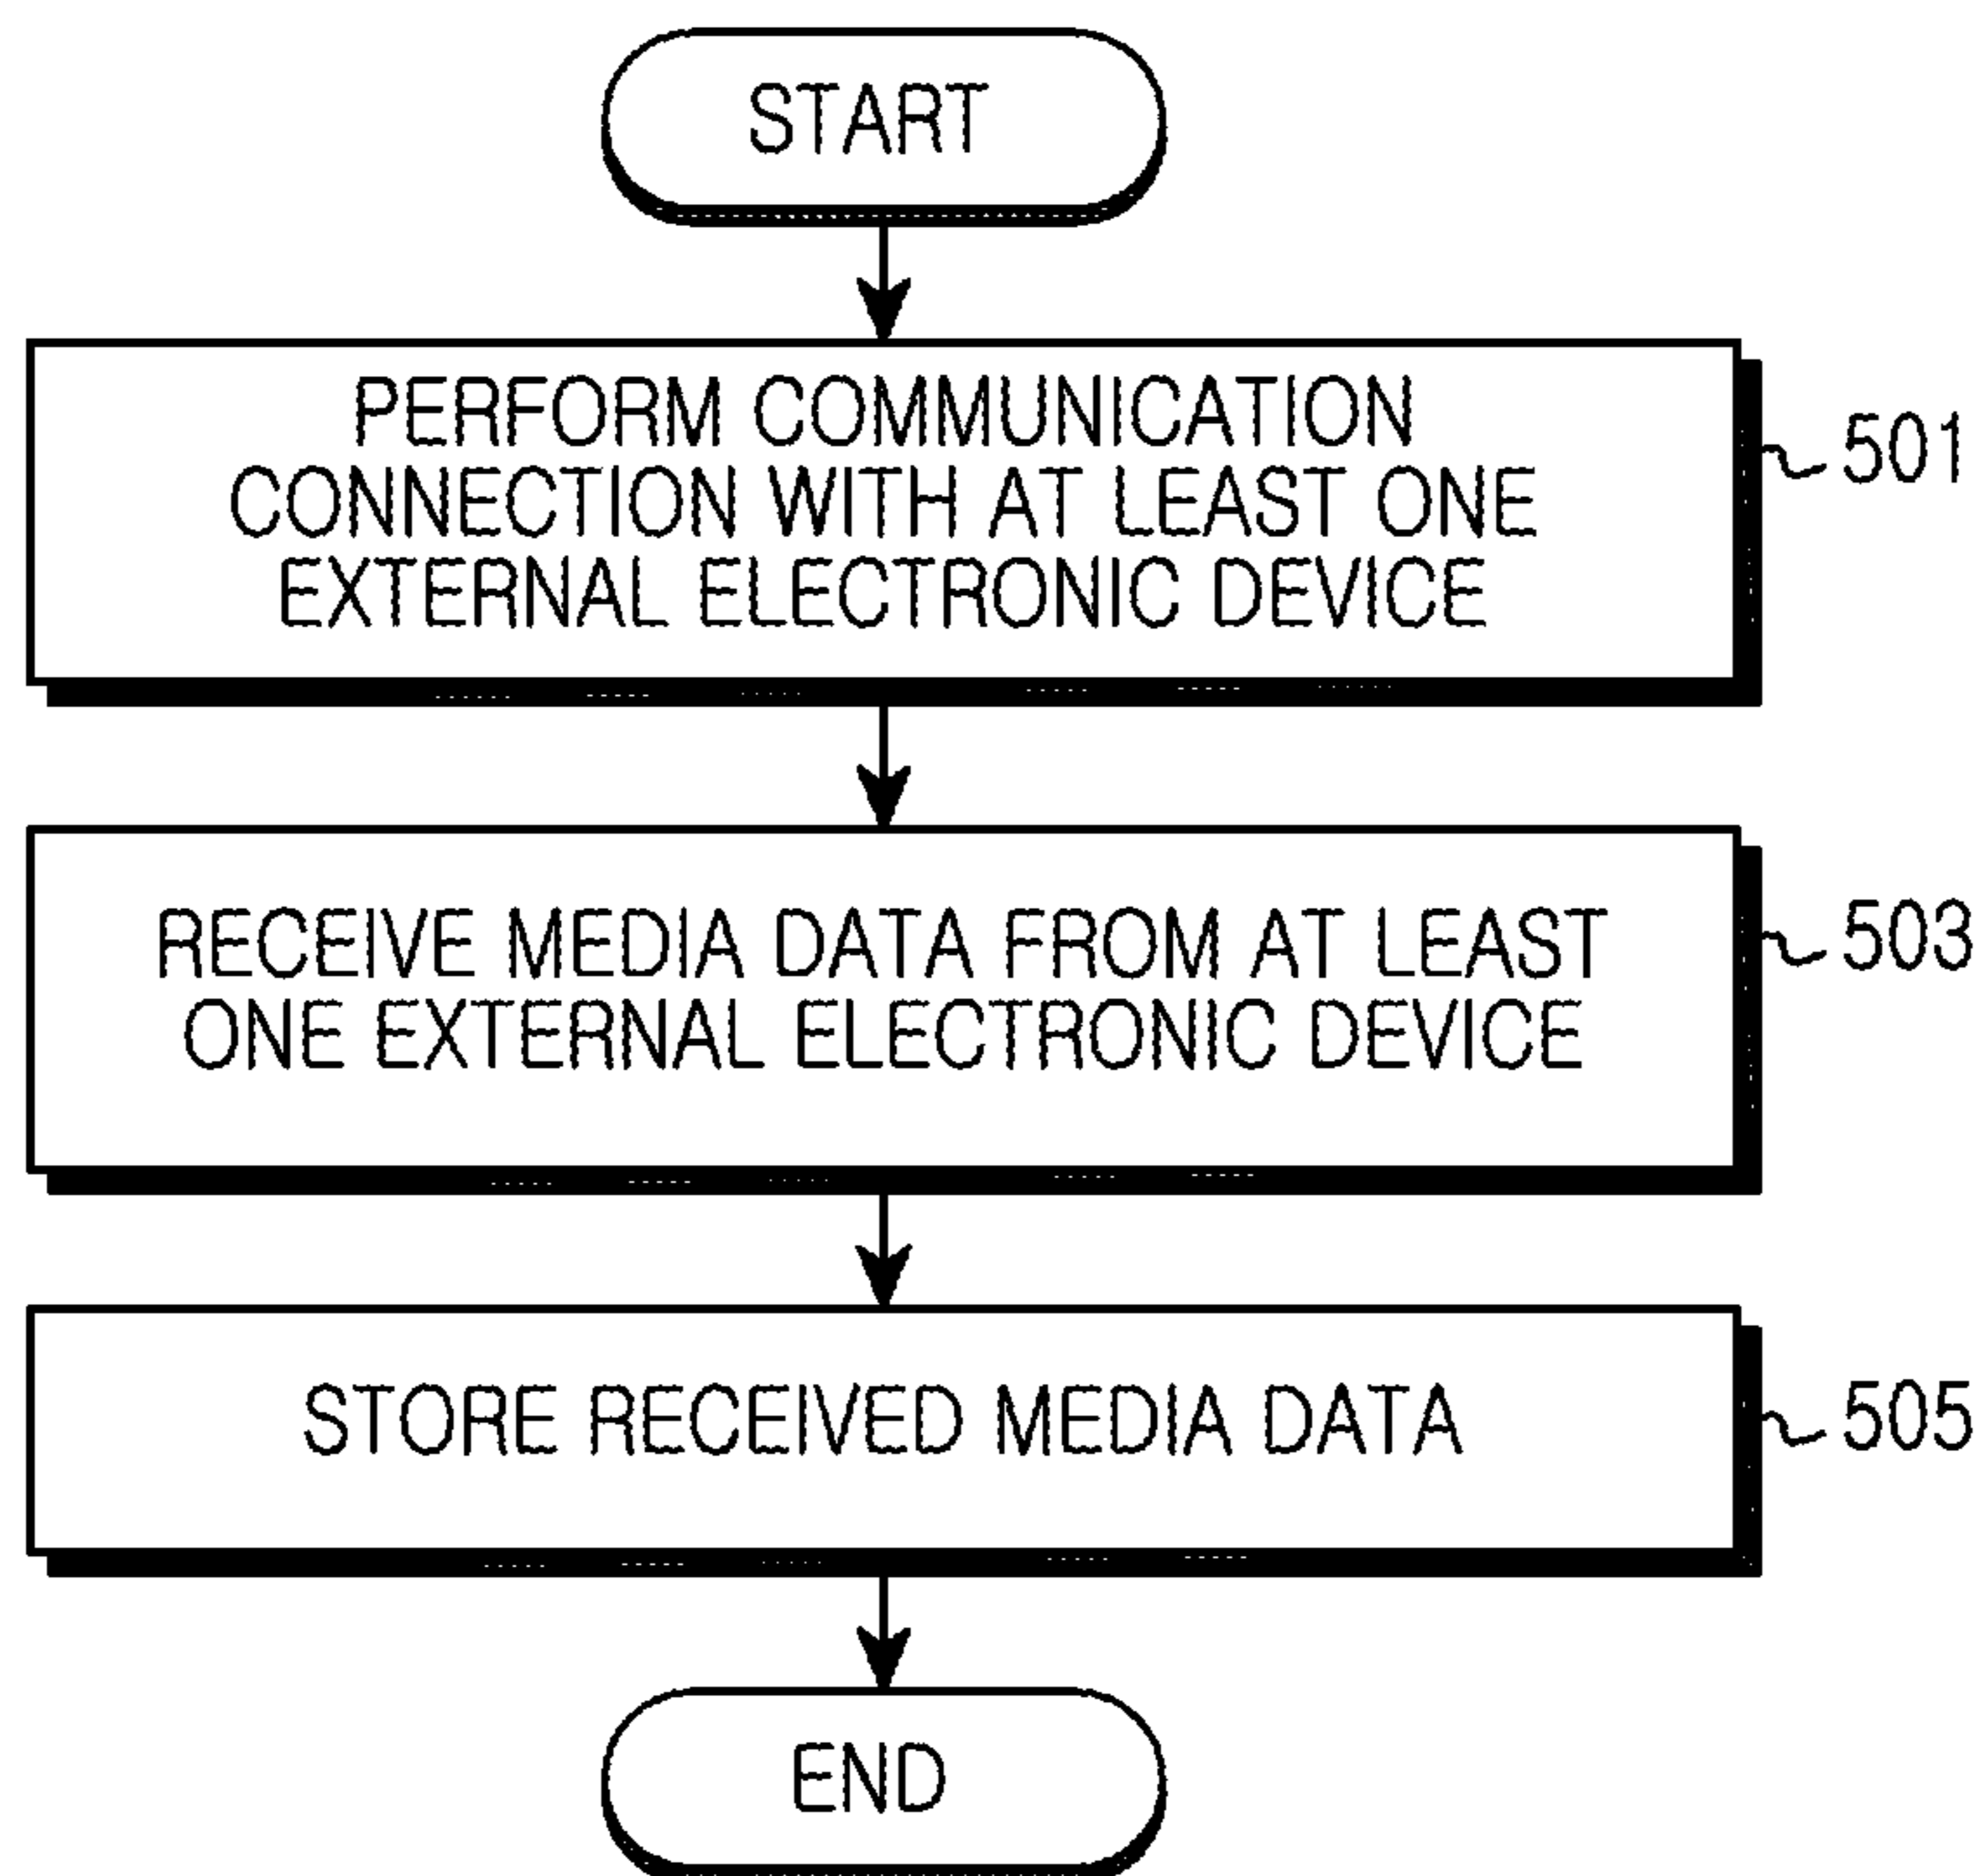 START
PERFORM COMMUNICATION
CONNECTION WITH AT LEAST ONE
EXTERNAL ELECTRONIC DEVICE
501
RECEIVE MEDIA DATA FROM AT LEAST
ONE EXTERNAL ELECTRONIC DEVICE
503
STORE RECEIVED MEDIA DATA
505
END